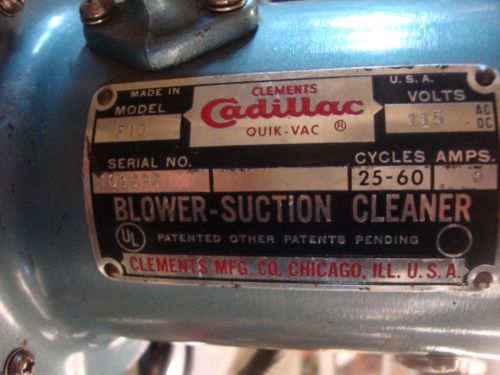 MADE IN U.S.A.
CLEMENTS
MODEL VOLTS
Cadillac
F10 115 AC DC
QUIK-VAC ®
SERIAL NO. CYCLES AMPS.
25-60
BLOWER-SUCTION CLEANER
UL PATENTED OTHER PATENTS PENDING
CLEMENTS MFG. CO. CHICAGO, ILL. U.S.A.